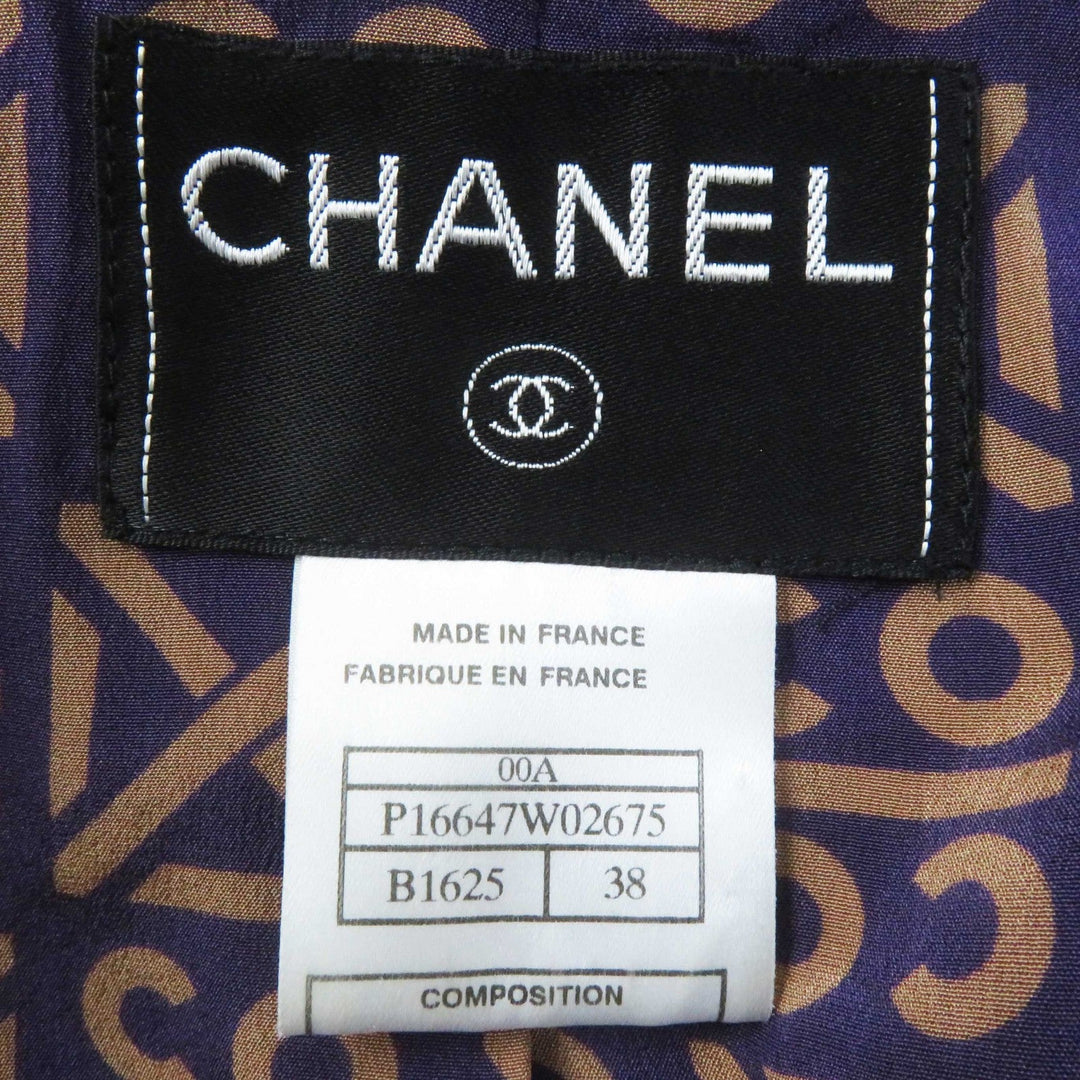 CHANEL
MADE IN FRANCE
FABRIQUE EN FRANCE
00A
P16647W02675
B1625 38
COMPOSITION